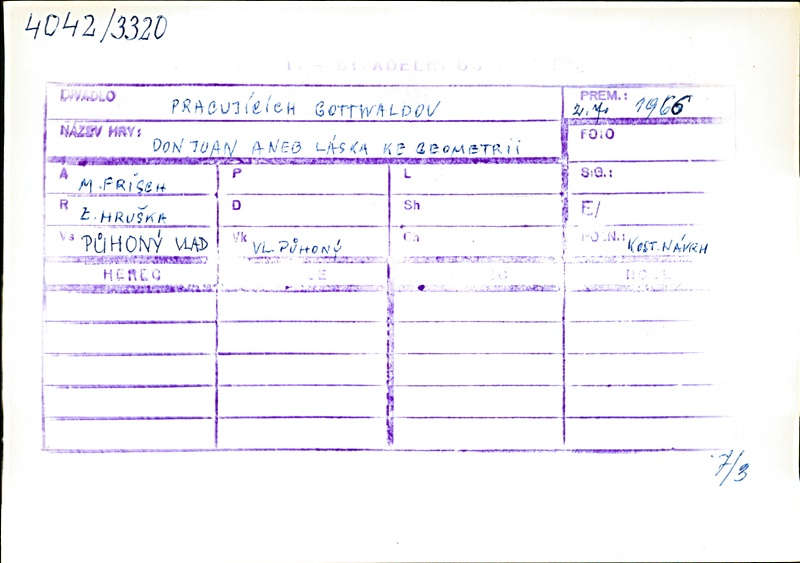 4042/3320
DIVADLO PRACUJÍCÍCH GOTTWALDOV PREM.: 2.7. 1966
NÁZEV HRY: DON JUAN ANEB LÁSKA KE GEOMETRII FOTO
A M. FRISCH P L SIG.:
R Z. HRUŠKA D Sh E/
Vs PŮHONÝ VLAD Vk VL. PŮHONÝ Ch POZN.: KOST. NÁVRH
HEREC
7/3